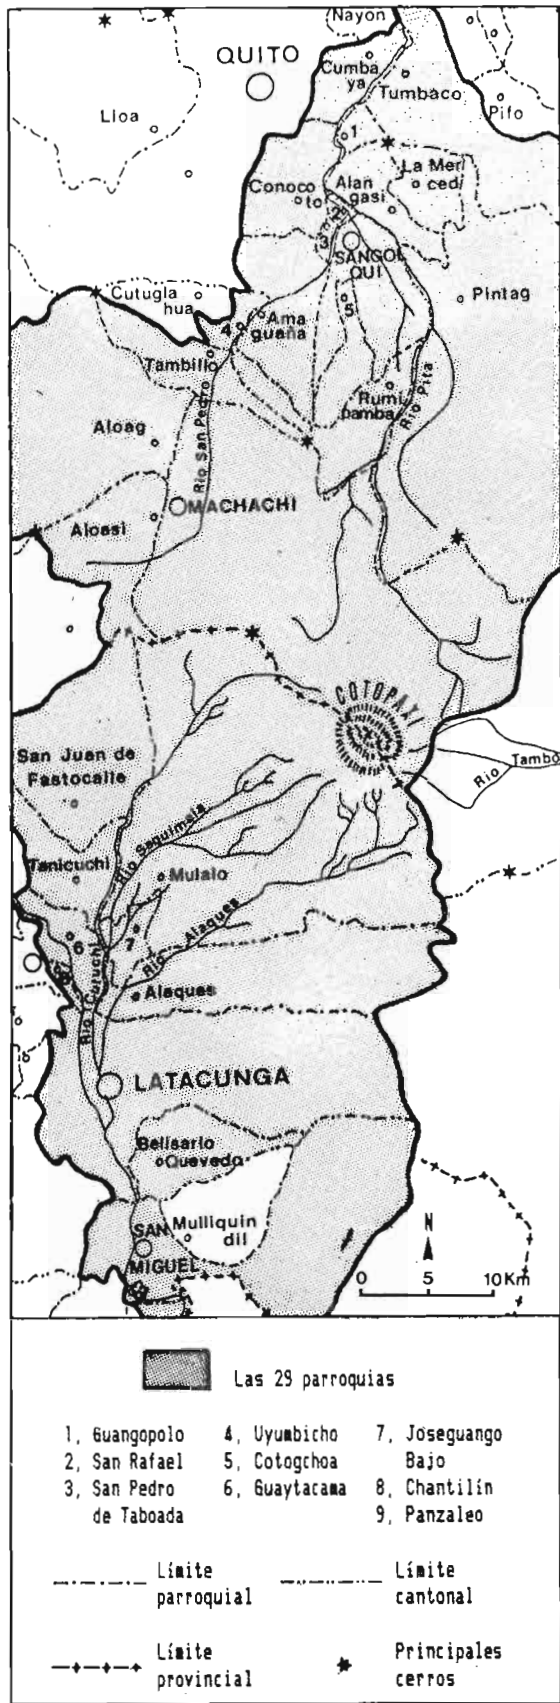 Nayon
QUITO
Cumba
ya
Tumbaco
Pifo
Lloa
1
La Mer
ced
Alan
gasi
Conoco
to
2
3
SANGOL
QUI
Pintag
Cutugla
hua
5
4
Ama
guaña
Tambillo
Rumi
pamba
Rio Pita
Rio San Pedro
Aloag
MACHACHI
Aloasi
COTOPAXI
San Juan de
Pastocalle
Rio Tambo
Rio Saquimala
Tanicuchi
Mulalo
6
7
Rio Alaques
8
Rio Cutuchi
Alaques
LATACUNGA
Belisario
Quevedo
SAN
MIGUEL
Mulliquin
dil
N
0 5 10Km
9
Las 29 parroquias
1, Guangopolo 4, Uyumbicho 7, Joseguango
2, San Rafael 5, Cotogchoa Bajo
3, San Pedro 6, Guaytacama 8, Chantilín
de Taboada 9, Panzaleo
Límite Límite
parroquial cantonal
Límite Principales
provincial cerros